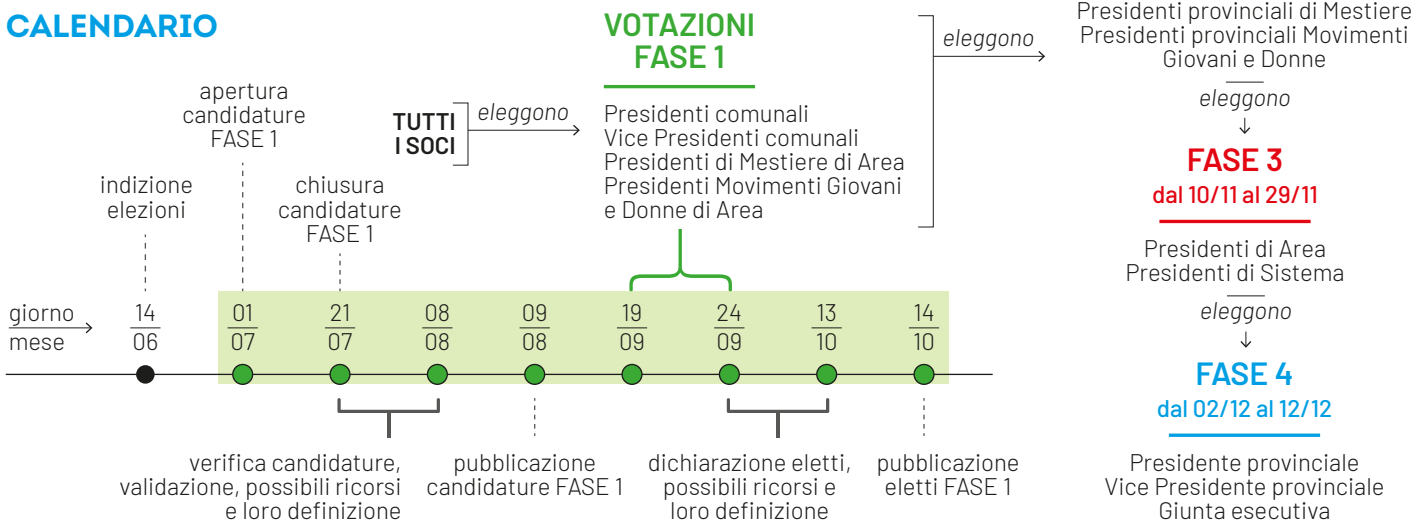 CALENDARIO
indizione
elezioni
apertura
candidature
FASE 1
chiusura
candidature
FASE 1
TUTTI
I SOCI
eleggono
VOTAZIONI
FASE 1
Presidenti comunali
Vice Presidenti comunali
Presidenti di Mestiere di Area
Presidenti Movimenti Giovani
e Donne di Area
eleggono
giorno
mese
14
06
01
07
21
07
08
08
09
08
19
09
24
09
13
10
14
10
verifica candidature,
validazione, possibili ricorsi
e loro definizione
pubblicazione
candidature FASE 1
dichiarazione eletti,
possibili ricorsi e
loro definizione
pubblicazione
eletti FASE 1
Presidenti provinciali di Mestiere
Presidenti provinciali Movimenti
Giovani e Donne
eleggono
FASE 3
dal 10/11 al 29/11
Presidenti di Area
Presidenti di Sistema
eleggono
FASE 4
dal 02/12 al 12/12
Presidente provinciale
Vice Presidente provinciale
Giunta esecutiva